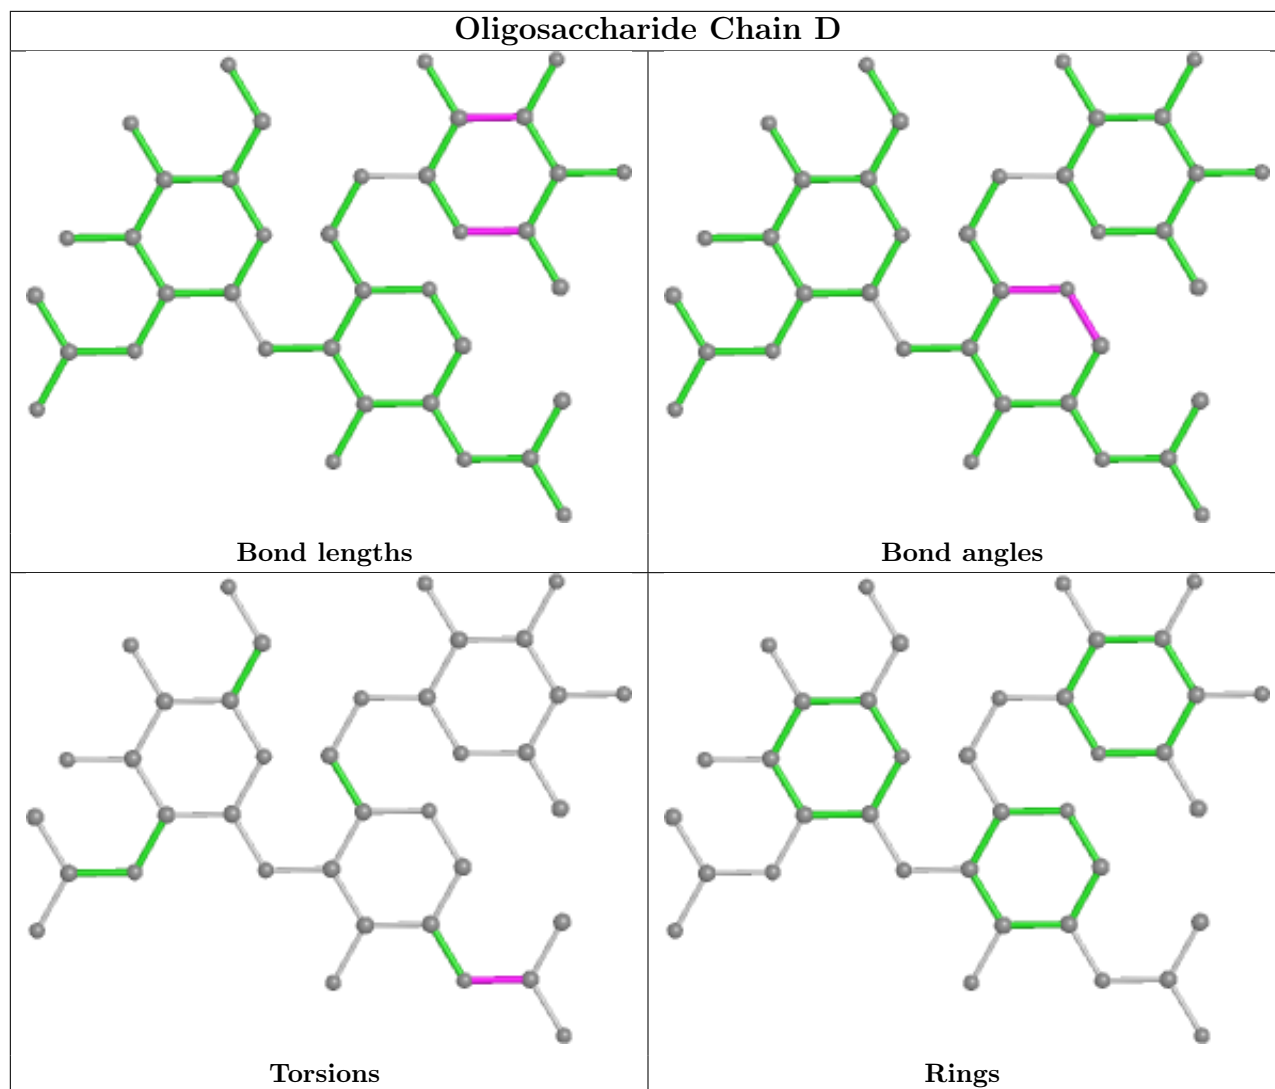 Oligosaccharide Chain D
Bond lengths
Bond angles
Torsions
Rings